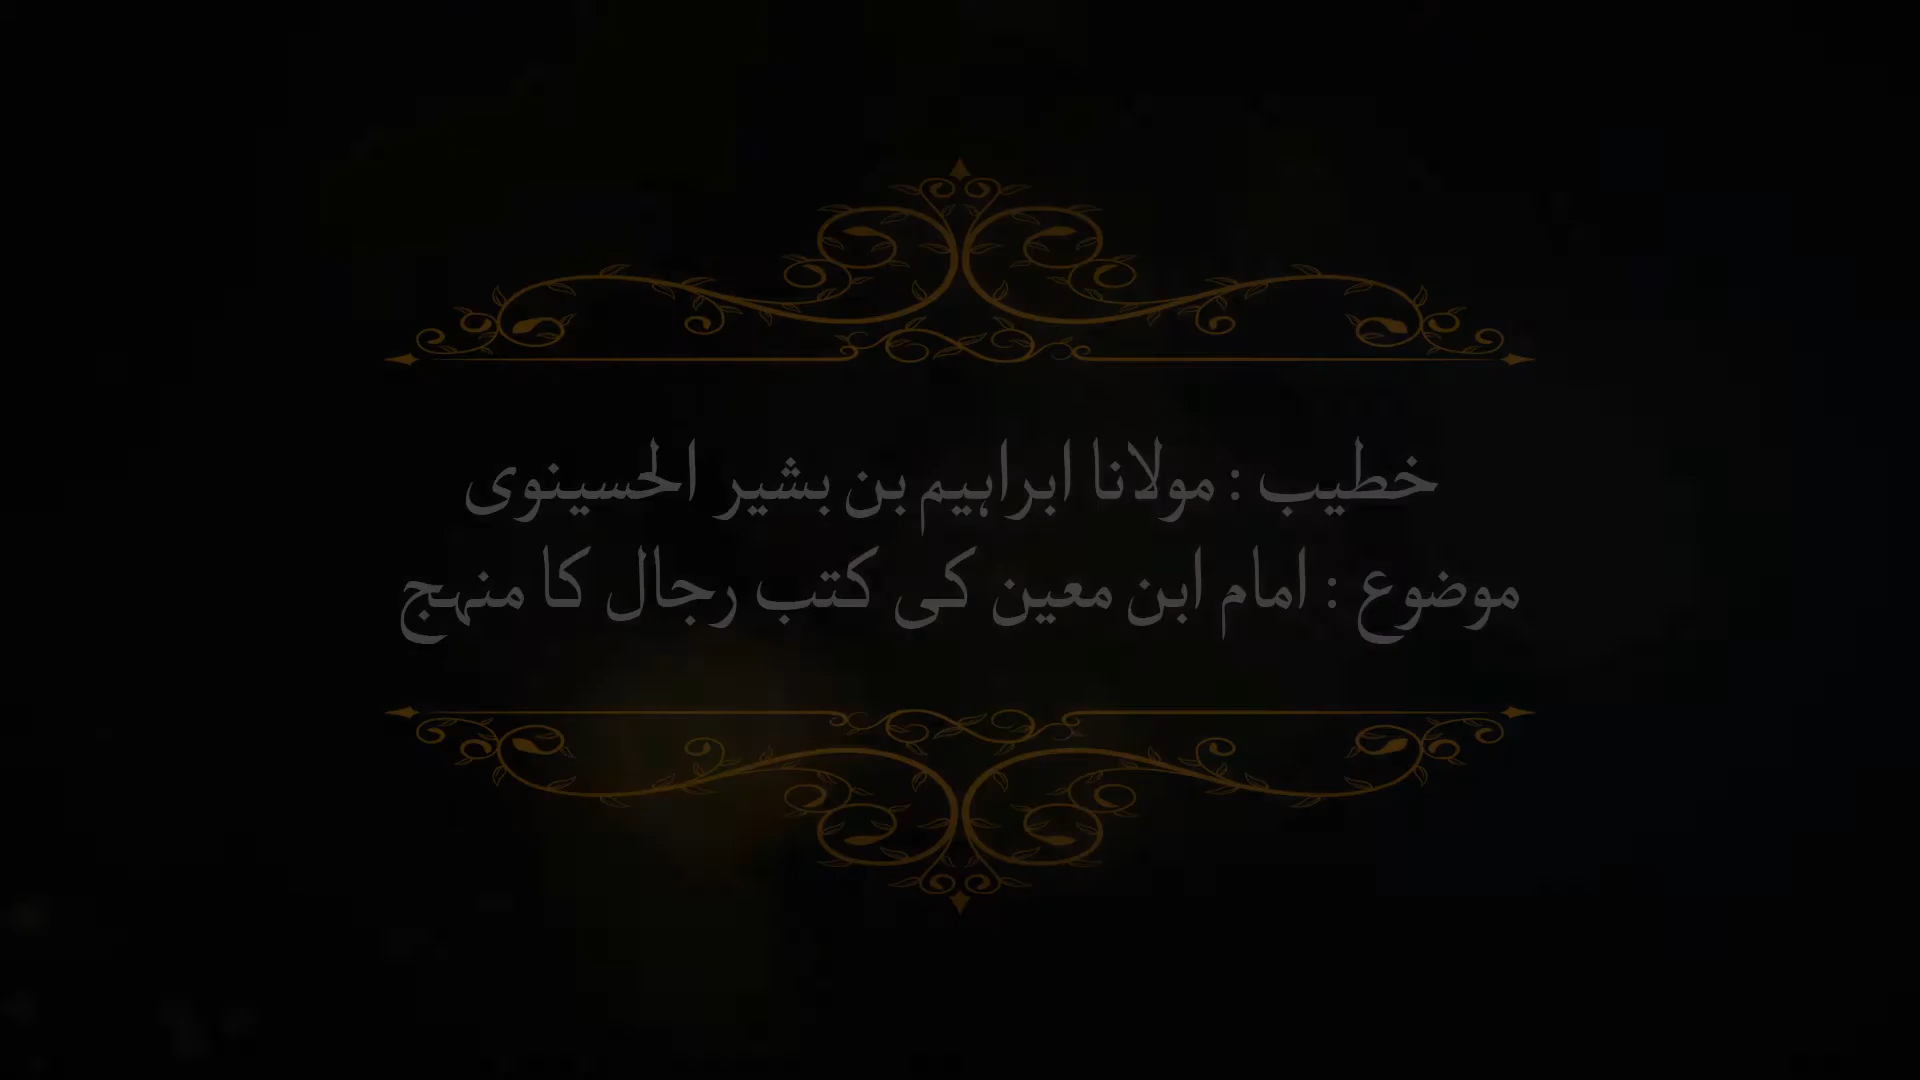 خطیب : مولانا ابراہیم بن بشیر الحسینوی
موضوع : امام ابن معین کی کتب رجال کا منہج